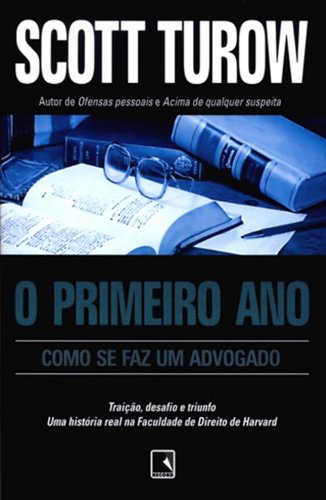 SCOTT TUROW
Autor de Ofensas pessoais e Acima de qualquer suspeita
O PRIMEIRO ANO
COMO SE FAZ UM ADVOGADO
Traição, desafio e triunfo
Uma história real na Faculdade de Direito de Harvard
RECORD